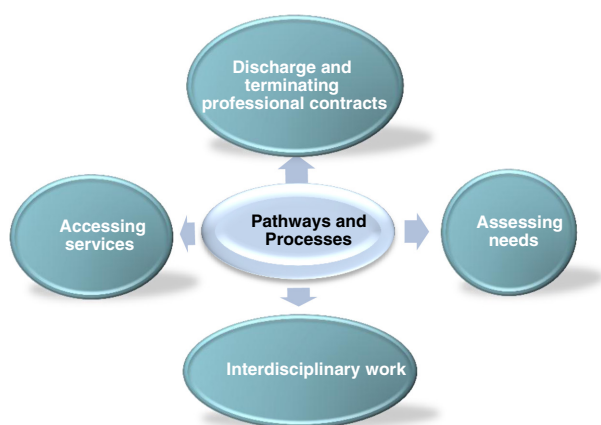 Discharge and
terminating
professional contracts
Accessing
services
Pathways and
Processes
Assessing
needs
Interdisciplinary work